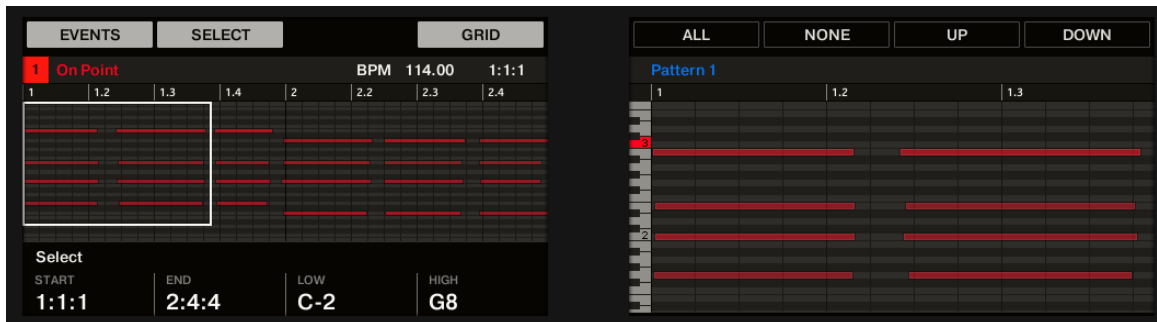 EVENTS SELECT GRID
1 On Point BPM 114.00 1:1:1
1 1.2 1.3 1.4 2 2.2 2.3 2.4
Select
START END LOW HIGH
1:1:1 2:4:4 C-2 G8
ALL NONE UP DOWN
Pattern 1
1 1.2 1.3
3
2